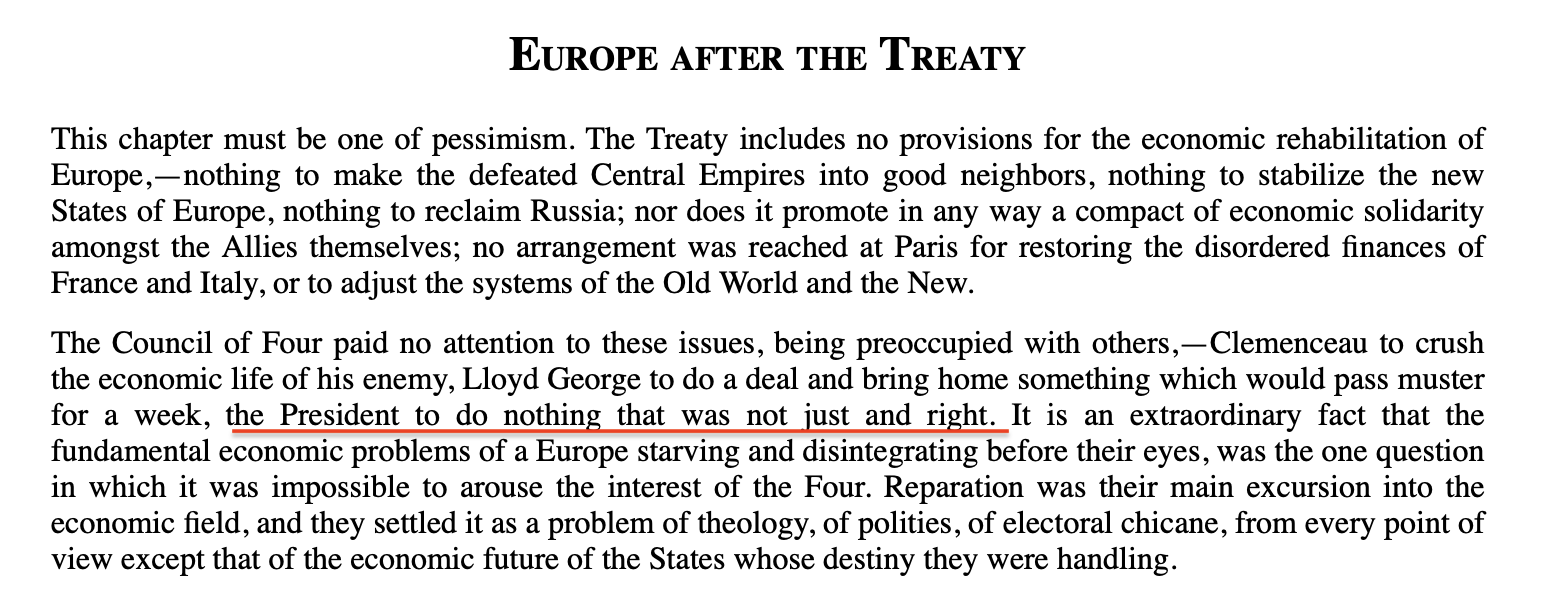 EUROPE AFTER THE TREATY
This chapter must be one of pessimism. The Treaty includes no provisions for the economic rehabilitation of
Europe,—nothing to make the defeated Central Empires into good neighbors, nothing to stabilize the new
States of Europe, nothing to reclaim Russia; nor does it promote in any way a compact of economic solidarity
amongst the Allies themselves; no arrangement was reached at Paris for restoring the disordered finances of
France and Italy, or to adjust the systems of the Old World and the New.
The Council of Four paid no attention to these issues, being preoccupied with others,—Clemenceau to crush
the economic life of his enemy, Lloyd George to do a deal and bring home something which would pass muster
for a week, the President to do nothing that was not just and right. It is an extraordinary fact that the
fundamental economic problems of a Europe starving and disintegrating before their eyes, was the one question
in which it was impossible to arouse the interest of the Four. Reparation was their main excursion into the
economic field, and they settled it as a problem of theology, of polities, of electoral chicane, from every point of
view except that of the economic future of the States whose destiny they were handling.